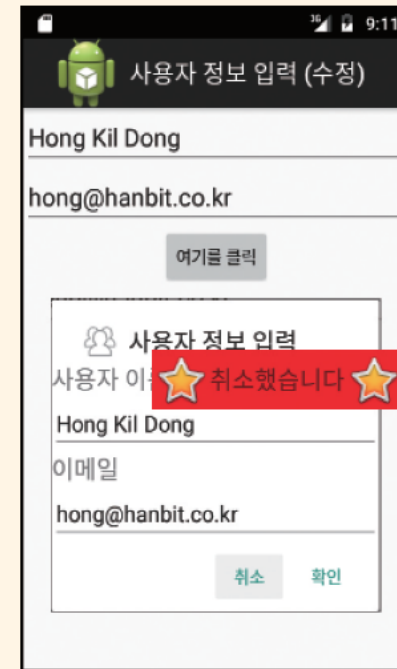 3G 9:11
사용자 정보 입력 (수정)
Hong Kil Dong
hong@hanbit.co.kr
여기를 클릭
사용자 정보 입력
사용자 이
취소했습니다
Hong Kil Dong
이메일
hong@hanbit.co.kr
취소 확인